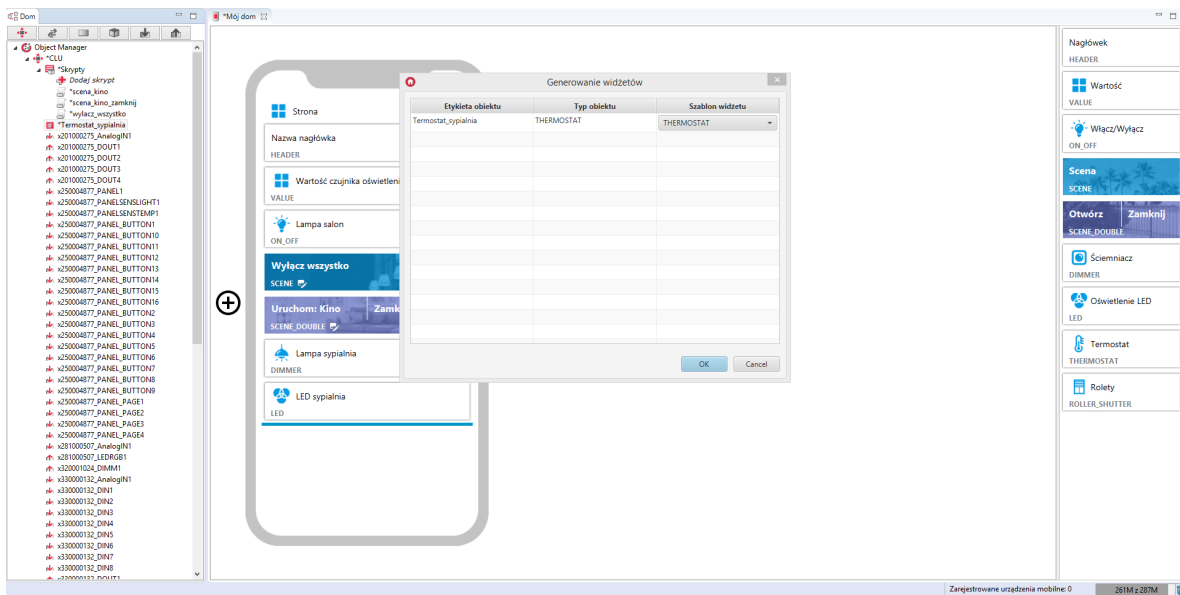 Dom
*Mój dom
Object Manager
*CLU
*Skrypty
Dodaj skrypt
*scena_kino
*scena_kino_zamknij
*wylacz_wszystko
*Termostat_sypialnia
x201000275_AnalogIN1
x201000275_DOUT1
x201000275_DOUT2
x201000275_DOUT3
x201000275_DOUT4
x250004877_PANEL1
x250004877_PANELSENSLIGHT1
x250004877_PANELSENSTEMP1
x250004877_PANEL_BUTTON1
x250004877_PANEL_BUTTON10
x250004877_PANEL_BUTTON11
x250004877_PANEL_BUTTON12
x250004877_PANEL_BUTTON13
x250004877_PANEL_BUTTON14
x250004877_PANEL_BUTTON15
x250004877_PANEL_BUTTON16
x250004877_PANEL_BUTTON2
x250004877_PANEL_BUTTON3
x250004877_PANEL_BUTTON4
x250004877_PANEL_BUTTON5
x250004877_PANEL_BUTTON6
x250004877_PANEL_BUTTON7
x250004877_PANEL_BUTTON8
x250004877_PANEL_BUTTON9
x250004877_PANEL_PAGE1
x250004877_PANEL_PAGE2
x250004877_PANEL_PAGE3
x250004877_PANEL_PAGE4
x281000507_AnalogIN1
x281000507_LEDRGB1
x320001024_DIMM1
x330000132_AnalogIN1
x330000132_DIN1
x330000132_DIN2
x330000132_DIN3
x330000132_DIN4
x330000132_DIN5
x330000132_DIN6
x330000132_DIN7
x330000132_DIN8
x330000132_DOUT1
Strona
Nazwa nagłówka
HEADER
Wartość czujnika oświetleni
VALUE
Lampa salon
ON_OFF
Wyłącz wszystko
SCENE
Uruchom: Kino Zamk
SCENE_DOUBLE
Lampa sypialnia
DIMMER
LED sypialnia
LED
Generowanie widżetów
Etykieta obiektu Typ obiektu Szablon widżetu
Termostat_sypialnia THERMOSTAT THERMOSTAT
OK Cancel
Nagłówek
HEADER
Wartość
VALUE
Włącz/Wyłącz
ON_OFF
Scena
SCENE
Otwórz Zamknij
SCENE_DOUBLE
Ściemniacz
DIMMER
Oświetlenie LED
LED
Termostat
THERMOSTAT
Rolety
ROLLER_SHUTTER
Zarejestrowane urządzenia mobilne: 0 261M z 287M